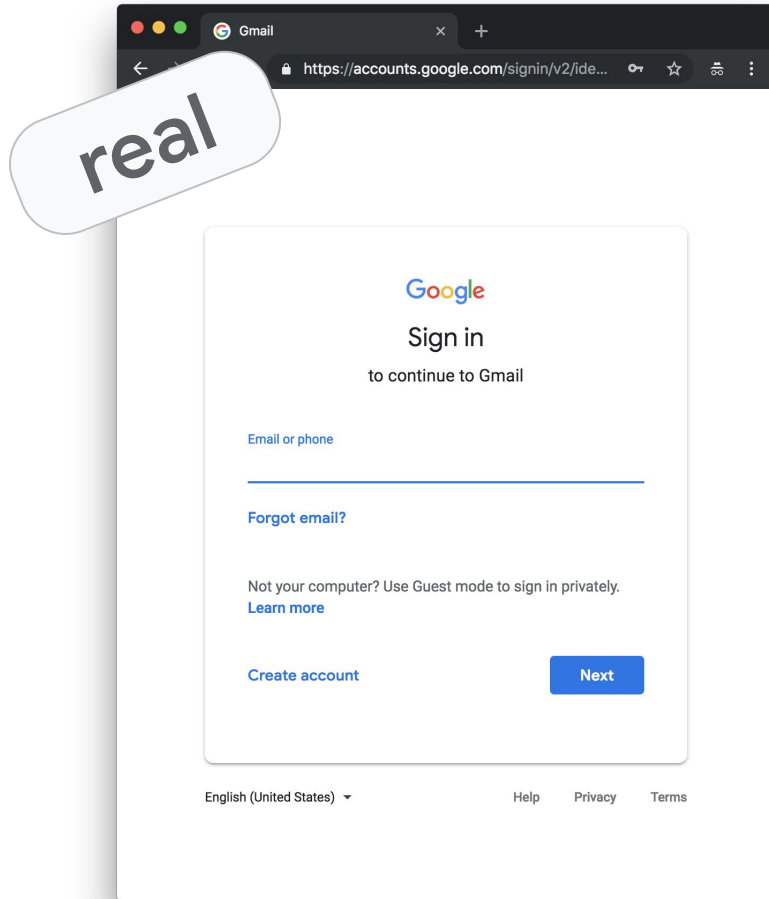 Gmail
https://accounts.google.com/signin/v2/ide...
real
Google
Sign in
to continue to Gmail
Email or phone
Forgot email?
Not your computer? Use Guest mode to sign in privately.
Learn more
Create account
Next
English (United States)
Help Privacy Terms